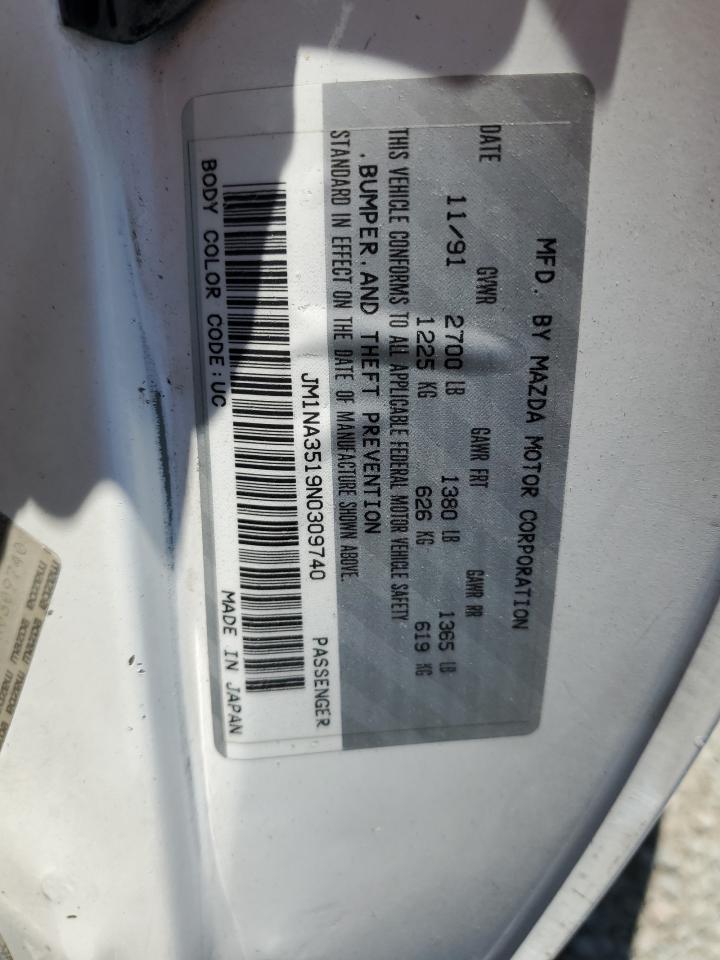 MFD. BY MAZDA MOTOR CORPORATION
DATE GVWR GAWR FRT GAWR RR
11/91 2700 LB 1380 LB 1365 LB
1225 KG 626 KG 619 KG
THIS VEHICLE CONFORMS TO ALL APPLICABLE FEDERAL MOTOR VEHICLE SAFETY
,BUMPER,AND THEFT PREVENTION
STANDARD IN EFFECT ON THE DATE OF MANUFACTURE SHOWN ABOVE.
JM1NA3519N0309740 PASSENGER
BODY COLOR CODE:UC MADE IN JAPAN